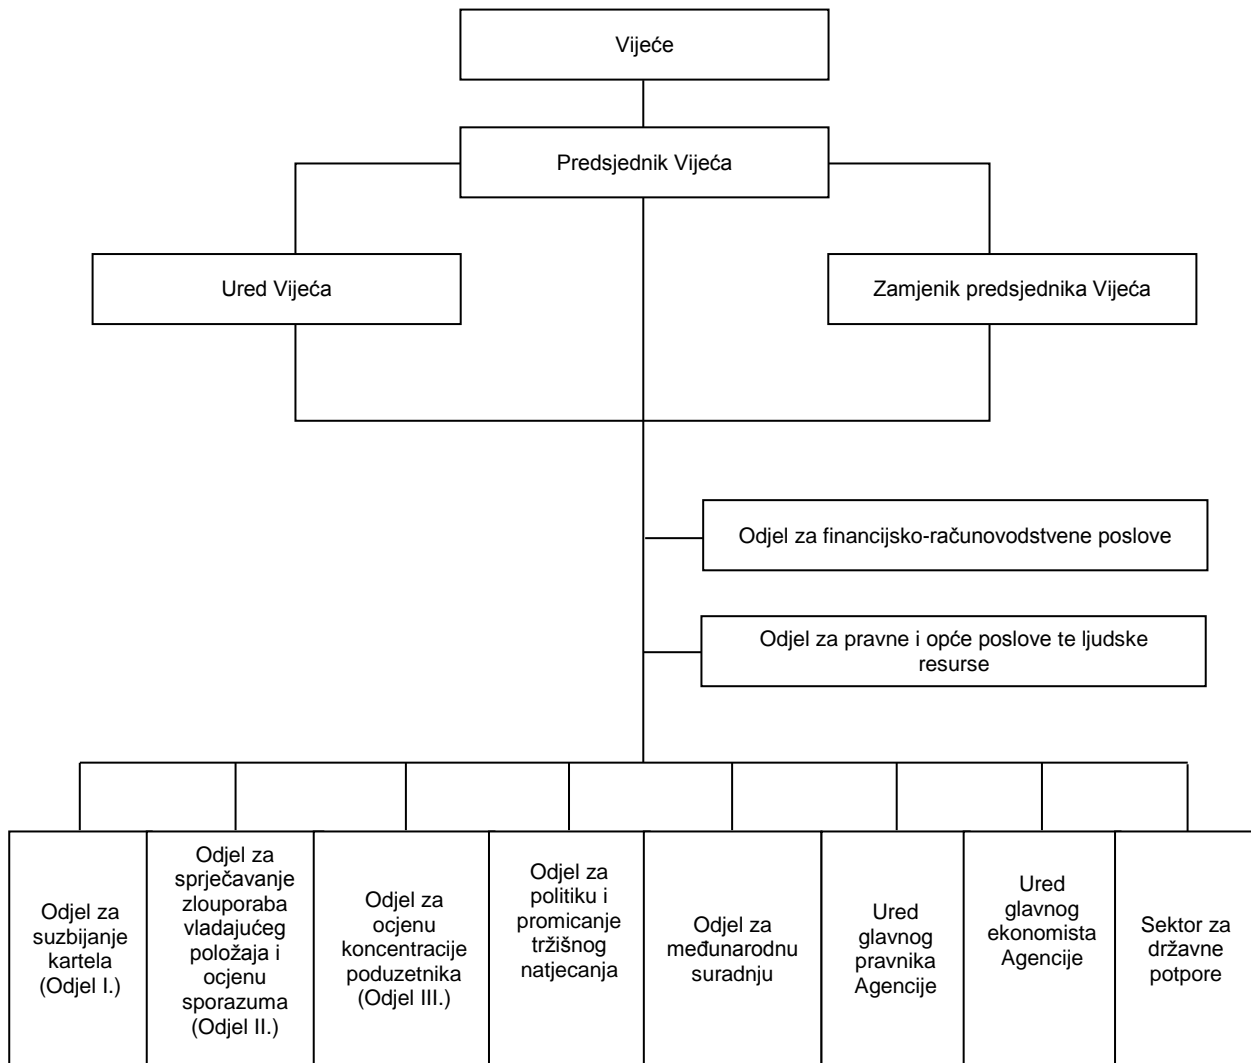 Vijeće
Predsjednik Vijeća
Ured Vijeća
Zamjenik predsjednika Vijeća
Odjel za financijsko-računovodstvene poslove
Odjel za pravne i opće poslove te ljudske
resurse
Odjel za
suzbijanje
kartela
(Odjel I.)
Odjel za
sprječavanje
zlouporaba
vladajućeg
položaja i
ocjenu
sporazuma
(Odjel II.)
Odjel za
ocjenu
koncentracije
poduzetnika
(Odjel III.)
Odjel za
politiku i
promicanje
tržišnog
natjecanja
Odjel za
međunarodnu
suradnju
Ured
glavnog
pravnika
Agencije
Ured
glavnog
ekonomista
Agencije
Sektor za
državne
potpore